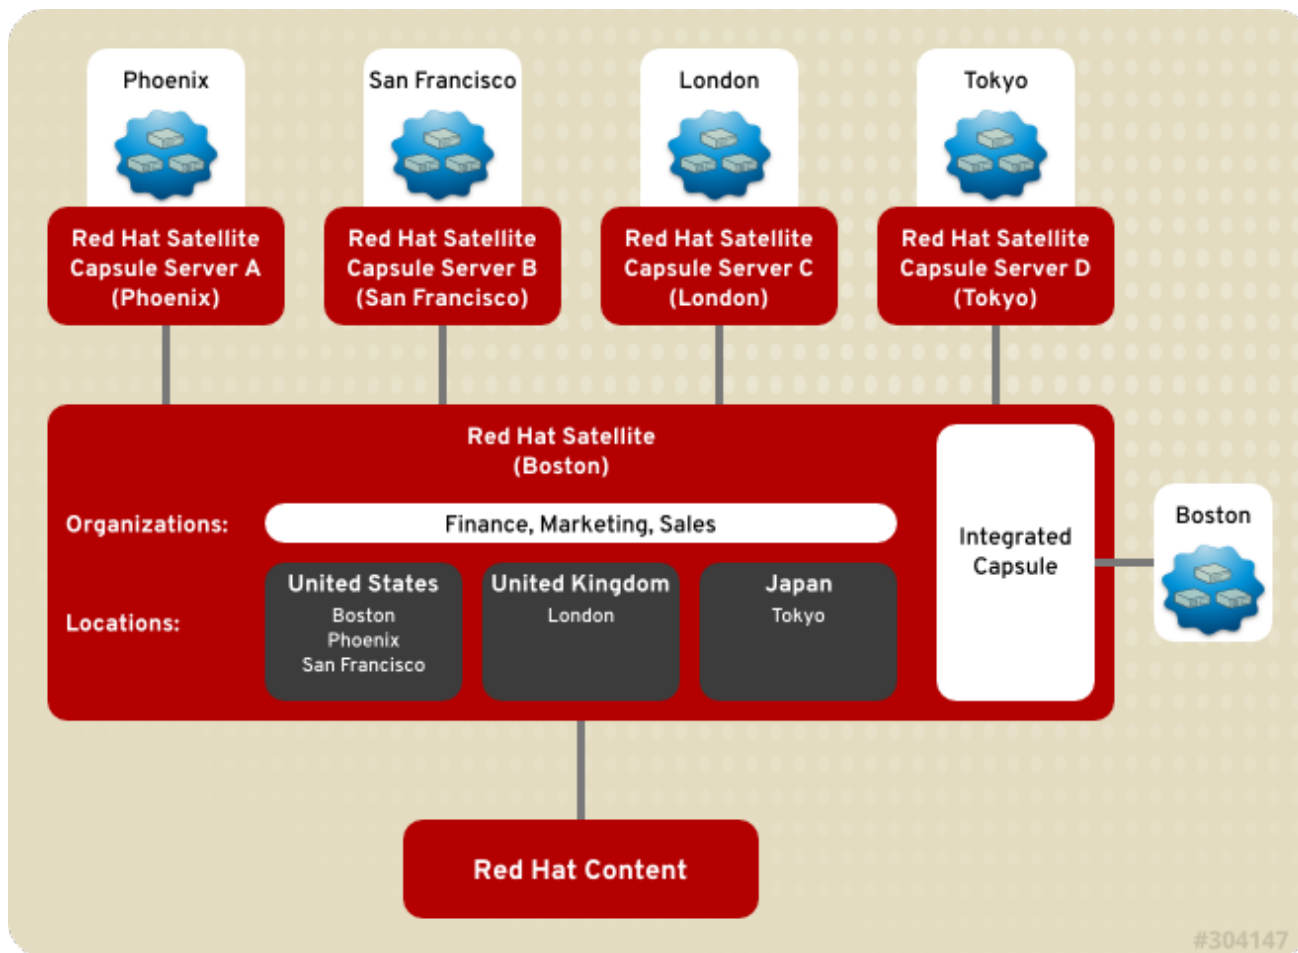 Phoenix
San Francisco
London
Tokyo
Red Hat Satellite
Capsule Server A
(Phoenix)
Red Hat Satellite
Capsule Server B
(San Francisco)
Red Hat Satellite
Capsule Server C
(London)
Red Hat Satellite
Capsule Server D
(Tokyo)
Red Hat Satellite
(Boston)
Organizations:
Finance, Marketing, Sales
Locations:
United States
Boston
Phoenix
San Francisco
United Kingdom
London
Japan
Tokyo
Integrated
Capsule
Boston
Red Hat Content
#304147